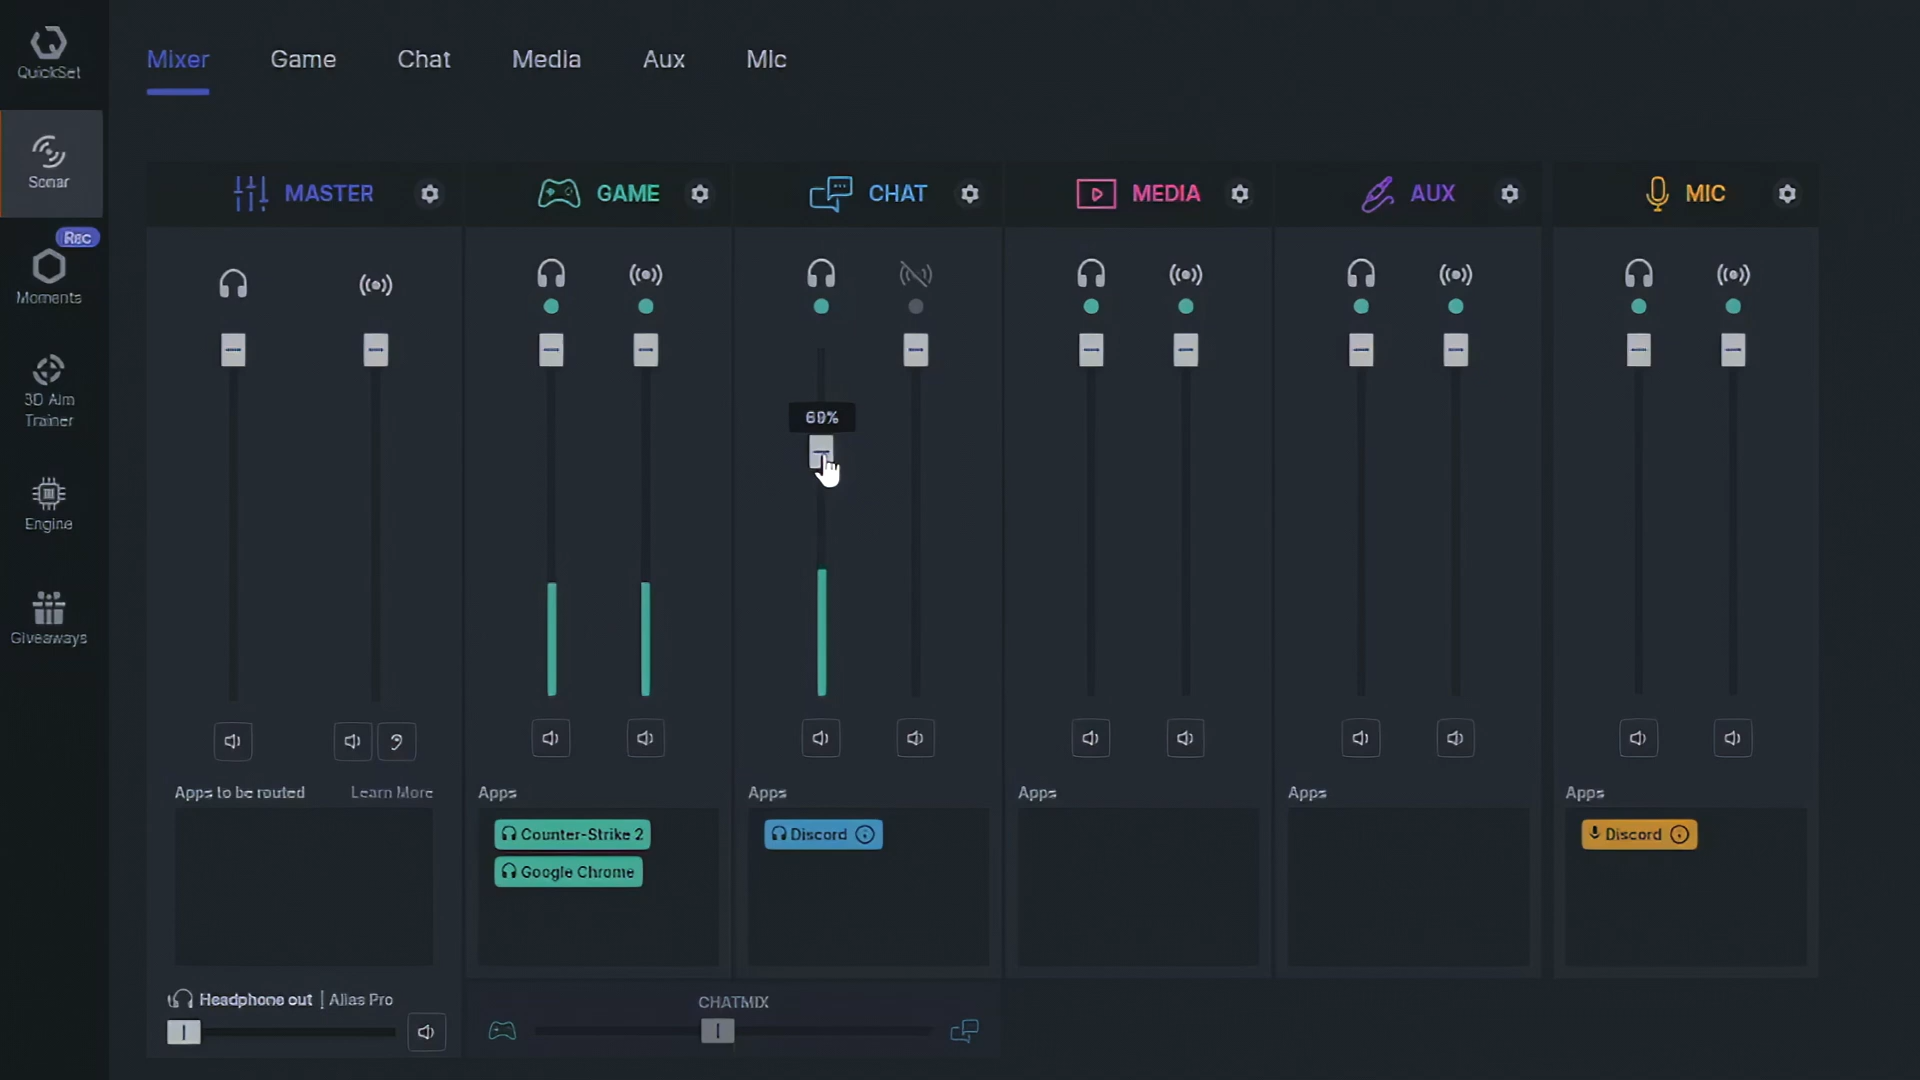 QuickSet
Mixer Game Chat Media Aux Mic
Sonar
Rec
Moments
3D Aim
Trainer
Engine
Giveaways
MASTER GAME CHAT MEDIA AUX MIC
69%
Apps to be routed Learn More Apps Apps Apps Apps Apps
Counter-Strike 2 Discord Discord
Google Chrome
Headphone out | Alias Pro
CHATMIX